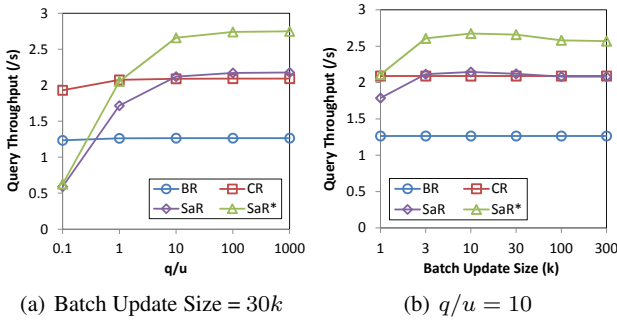 Query Throughput (/s)
3
2.5
2
1.5
1
0.5
0
BR
CR
SaR
SaR*
0.1
1
10
100
1000
q/u
(a) Batch Update Size = 30k
Query Throughput (/s)
3
2.5
2
1.5
1
0.5
0
BR
CR
SaR
SaR*
1
3
10
30
100
300
Batch Update Size (k)
(b) q/u = 10